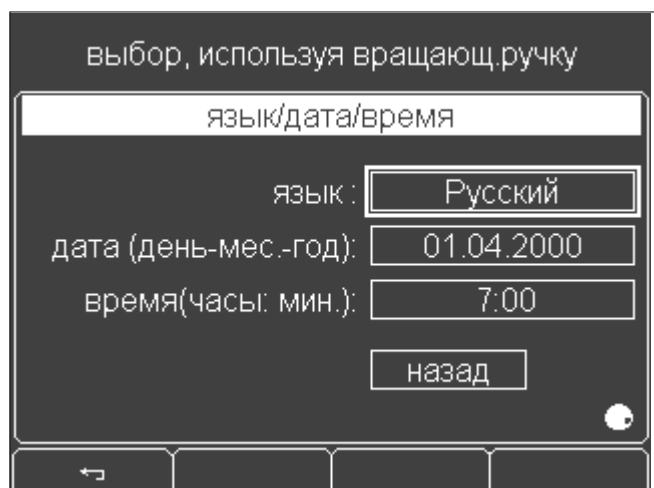 выбор, используя вращающ.ручку
язык/дата/время
язык : Русский
дата (день-мес.-год): 01.04.2000
время(часы: мин.): 7:00
назад